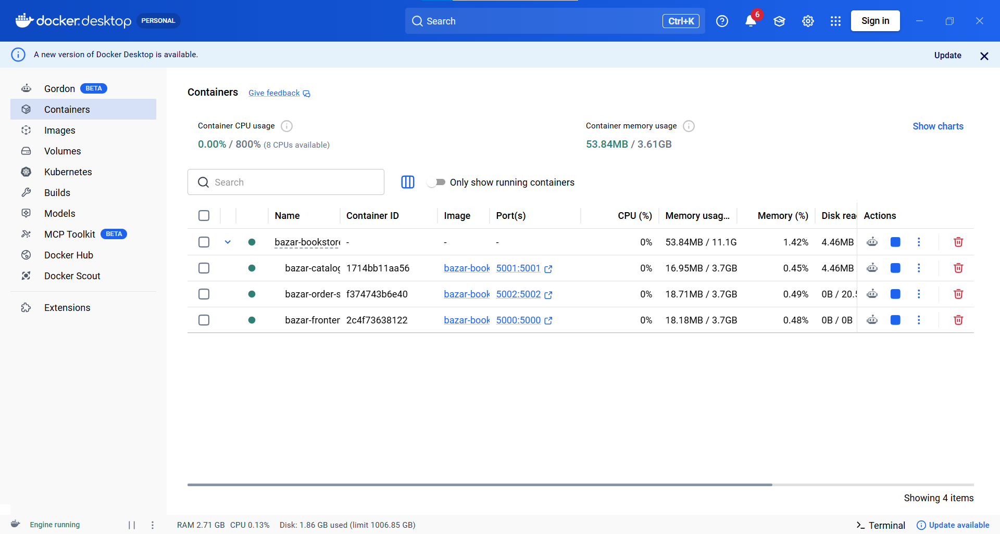 docker.desktop PERSONAL Search Ctrl+K 6 Sign in
A new version of Docker Desktop is available. Update
Gordon BETA
Containers
Images
Volumes
Kubernetes
Builds
Models
MCP Toolkit BETA
Docker Hub
Docker Scout
Extensions
Containers Give feedback
Container CPU usage
0.00% / 800% (8 CPUs available)
Container memory usage
53.84MB / 3.61GB
Show charts
Search Only show running containers
Name Container ID Image Port(s) CPU (%) Memory usag... Memory (%) Disk rea Actions
bazar-bookstore - - - 0% 53.84MB / 11.1G 1.42% 4.46MB
bazar-catalog 1714bb11aa56 bazar-book 5001:5001 0% 16.95MB / 3.7GB 0.45% 4.46MB
bazar-order-s f374743b6e40 bazar-book 5002:5002 0% 18.71MB / 3.7GB 0.49% 0B / 20.5
bazar-fronten 2c4f73638122 bazar-book 5000:5000 0% 18.18MB / 3.7GB 0.48% 0B / 0B
Showing 4 items
Engine running RAM 2.71 GB CPU 0.13% Disk: 1.86 GB used (limit 1006.85 GB) >_ Terminal Update available